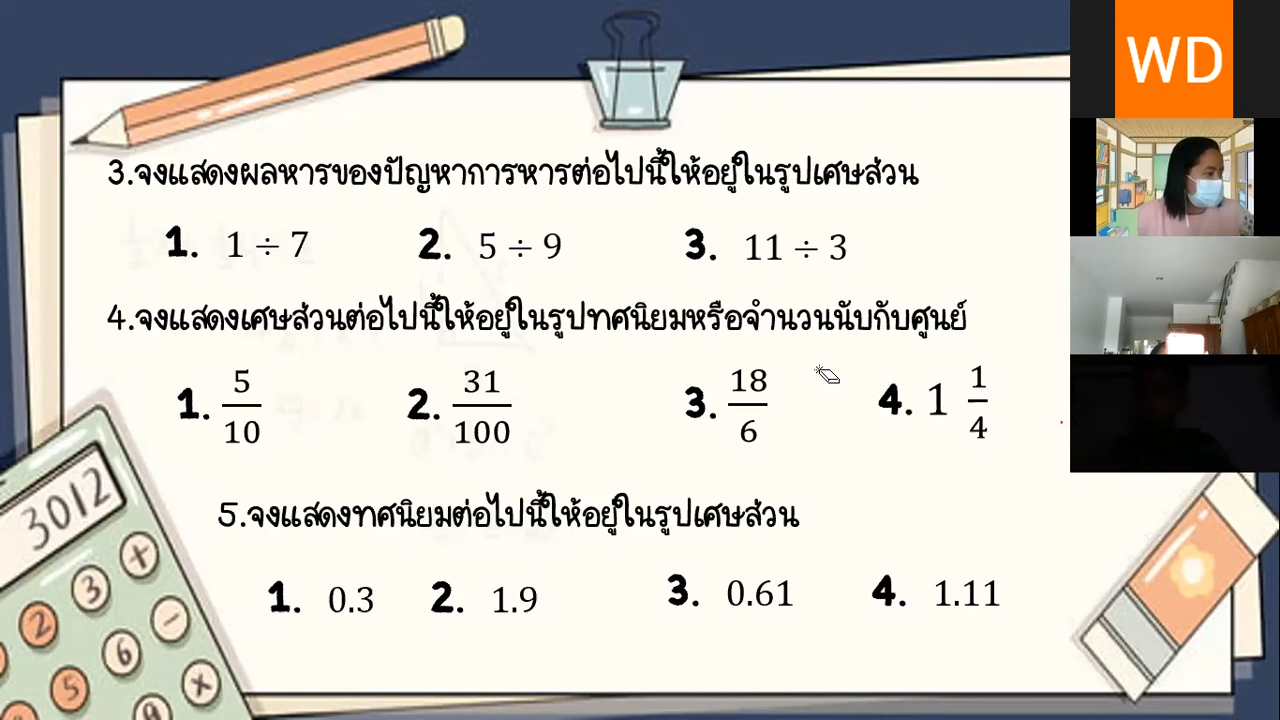 WD
3.จงแสดงผลหารของปัญหาการหารต่อไปนี้ให้อยู่ในรูปเศษส่วน
1. 1 ÷ 7 2. 5 ÷ 9 3. 11 ÷ 3
4.จงแสดงเศษส่วนต่อไปนี้ให้อยู่ในรูปทศนิยมหรือจำนวนนับกับศูนย์
1. 5/10 2. 31/100 3. 18/6 4. 1 1/4
5.จงแสดงทศนิยมต่อไปนี้ให้อยู่ในรูปเศษส่วน
1. 0.3 2. 1.9 3. 0.61 4. 1.11
3012
+
3
2
−
6
5
×